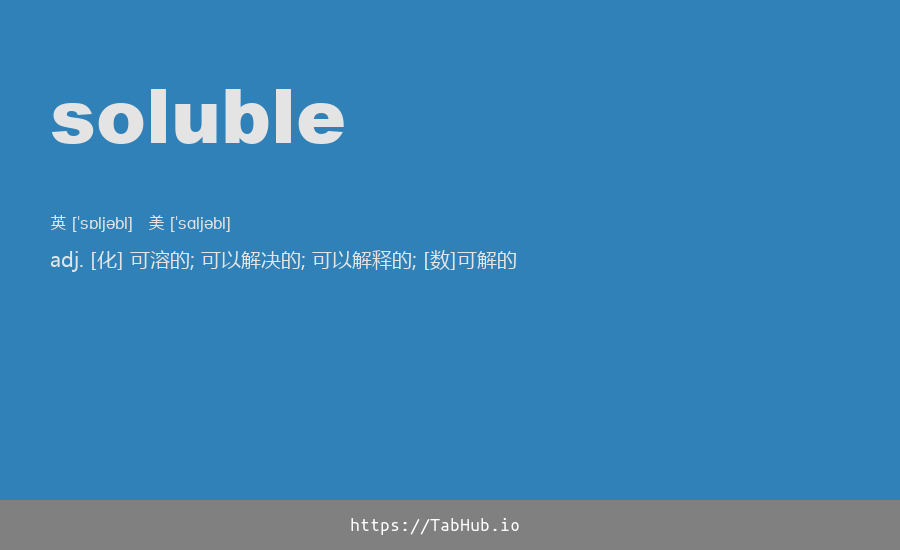 soluble
英 [ˈsɒljəbl] 美 [ˈsɑljəbl]
adj. [化] 可溶的; 可以解决的; 可以解释的; [数]可解的
https://TabHub.io